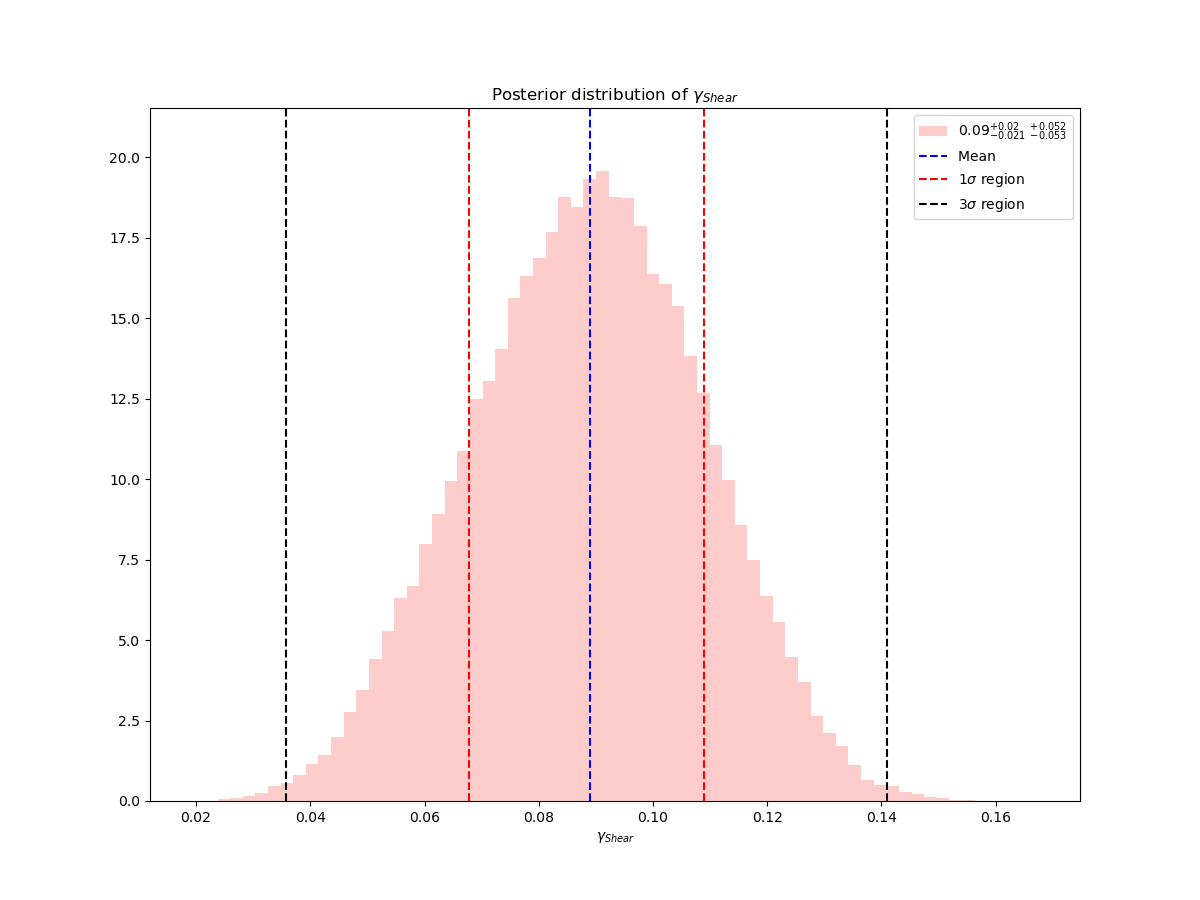 Posterior distribution of γShear
20.0
17.5
15.0
12.5
10.0
7.5
5.0
2.5
0.0
0.02 0.04 0.06 0.08 0.10 0.12 0.14 0.16
γShear
0.09+0.02 −0.021 +0.052 −0.053
Mean
1σ region
3σ region